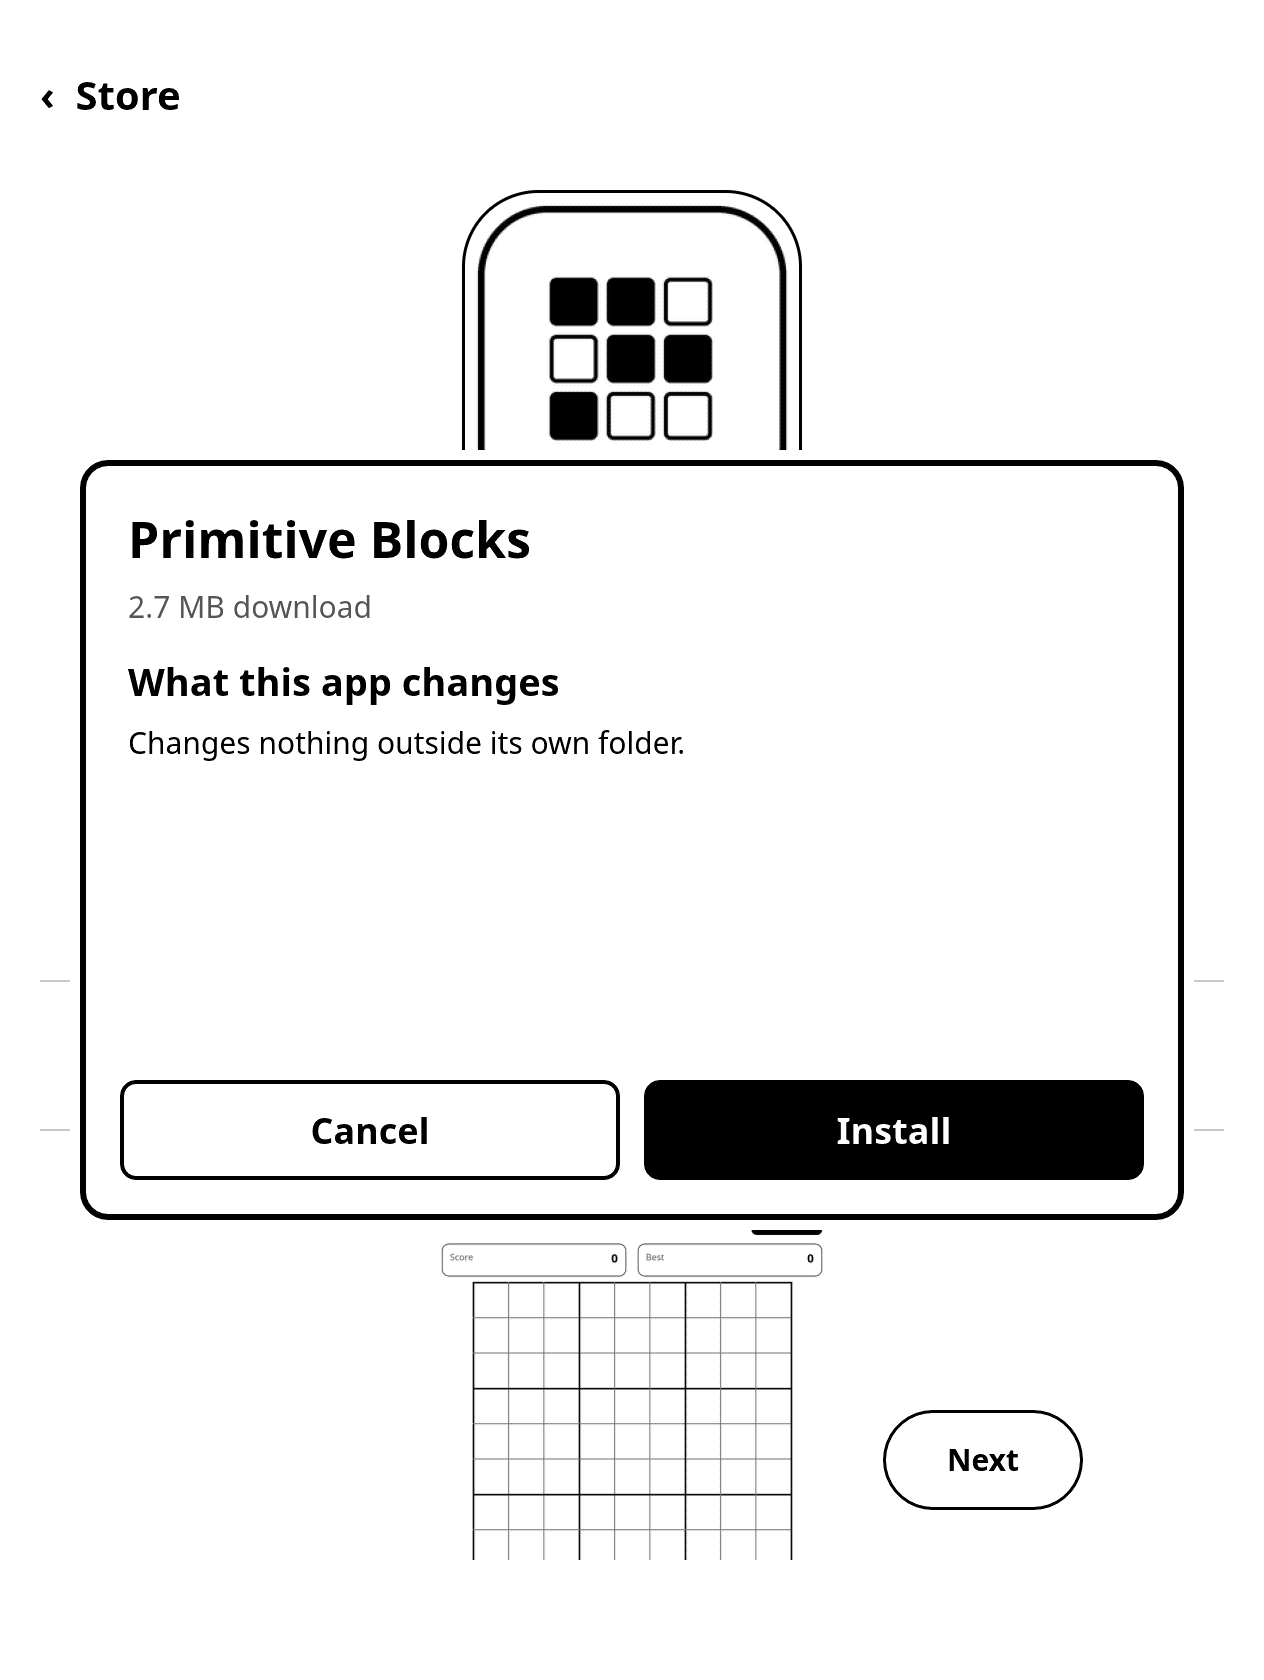 ‹ Store
Primitive Blocks
2.7 MB download
What this app changes
Changes nothing outside its own folder.
Cancel
Install
Score 0
Best 0
Next